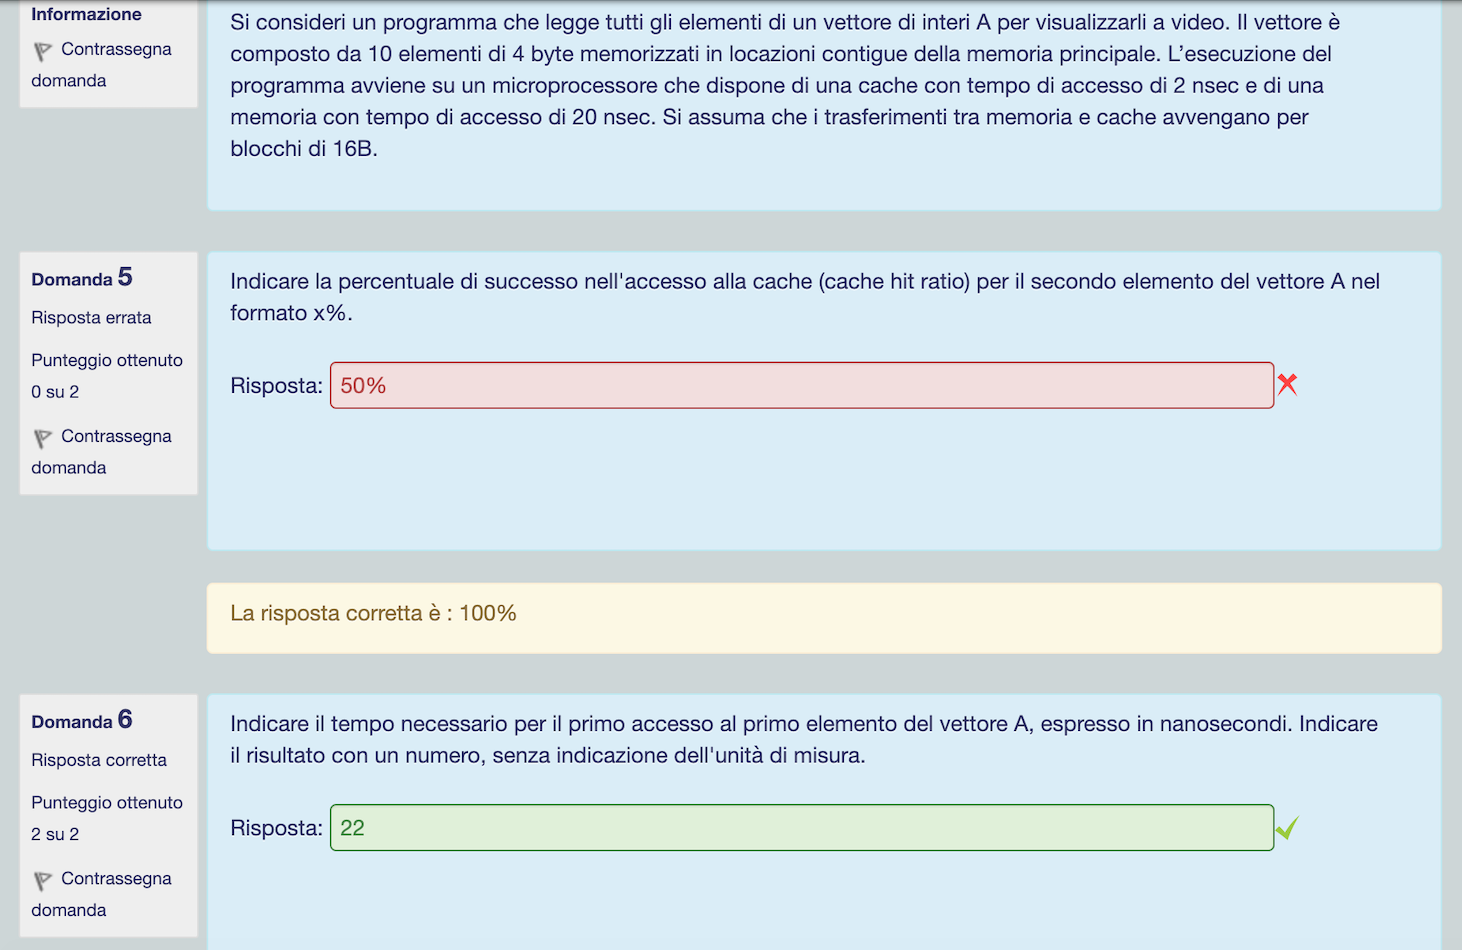 Informazione
Contrassegna
domanda
Si consideri un programma che legge tutti gli elementi di un vettore di interi A per visualizzarli a video. Il vettore è
composto da 10 elementi di 4 byte memorizzati in locazioni contigue della memoria principale. L’esecuzione del
programma avviene su un microprocessore che dispone di una cache con tempo di accesso di 2 nsec e di una
memoria con tempo di accesso di 20 nsec. Si assuma che i trasferimenti tra memoria e cache avvengano per
blocchi di 16B.
Domanda 5
Risposta errata
Punteggio ottenuto
0 su 2
Contrassegna
domanda
Indicare la percentuale di successo nell'accesso alla cache (cache hit ratio) per il secondo elemento del vettore A nel
formato x%.
Risposta: 50%
La risposta corretta è : 100%
Domanda 6
Risposta corretta
Punteggio ottenuto
2 su 2
Contrassegna
domanda
Indicare il tempo necessario per il primo accesso al primo elemento del vettore A, espresso in nanosecondi. Indicare
il risultato con un numero, senza indicazione dell'unità di misura.
Risposta: 22